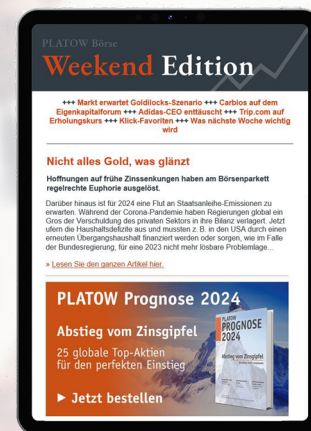 PLATOW Börse
Weekend Edition
+++ Markt erwartet Goldilocks-Szenario +++ Carbios auf dem
Eigenkapitalforum +++ Adidas-CEO enttäuscht +++ Trip.com auf
Erholungskurs +++ Klick-Favoriten +++ Was nächste Woche wichtig
wird
Nicht alles Gold, was glänzt
Hoffnungen auf frühe Zinssenkungen haben am Börsenparkett
regelrechte Euphorie ausgelöst.
Darüber hinaus ist für 2024 eine Flut an Staatsanleihe-Emissionen zu
erwarten. Während der Corona-Pandemie haben Regierungen global ein
Gros der Verschuldung des privaten Sektors in ihre Bilanz verlagert. Jetzt
ufern die Haushaltsdefizite aus und mussten z. B. in den USA durch einen
erneuten Übergangshaushalt finanziert werden oder sorgen, wie im Falle
der Bundesregierung, für eine 2023 nicht mehr lösbare Problemlage...
» Lesen Sie den ganzen Artikel hier.
PLATOW Prognose 2024
Abstieg vom Zinsgipfel
25 globale Top-Aktien
für den perfekten Einstieg
► Jetzt bestellen
PLATOW
PROGNOSE
2024
Abstieg vom Zinsgipfel